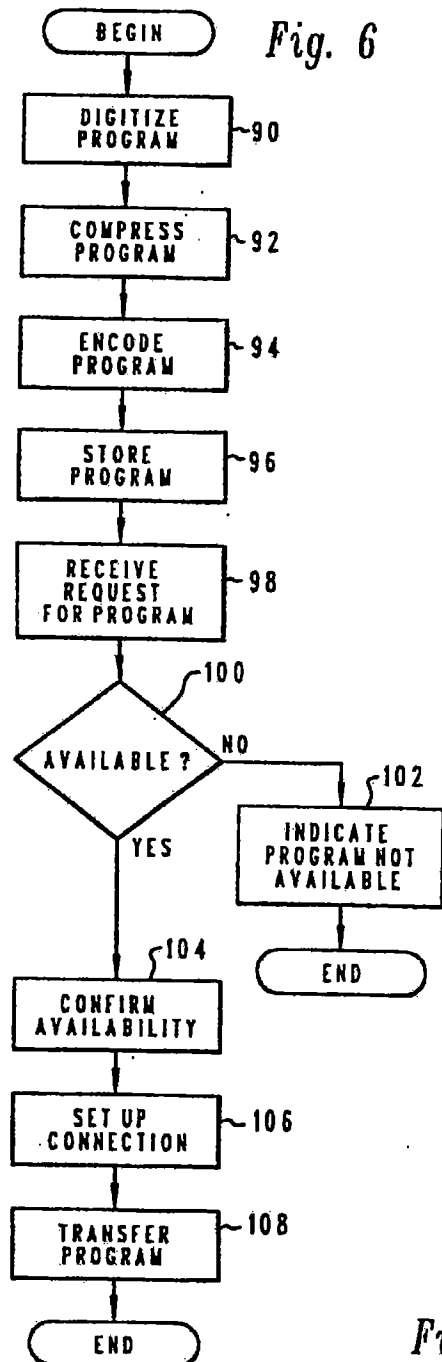 BEGIN
Fig. 6
DIGITIZE
PROGRAM
90
COMPRESS
PROGRAM
92
ENCODE
PROGRAM
94
STORE
PROGRAM
96
RECEIVE
REQUEST
FOR PROGRAM
98
100
AVAILABLE?
NO
YES
102
INDICATE
PROGRAM NOT
AVAILABLE
END
104
CONFIRM
AVAILABILITY
SET UP
CONNECTION
106
TRANSFER
PROGRAM
108
END